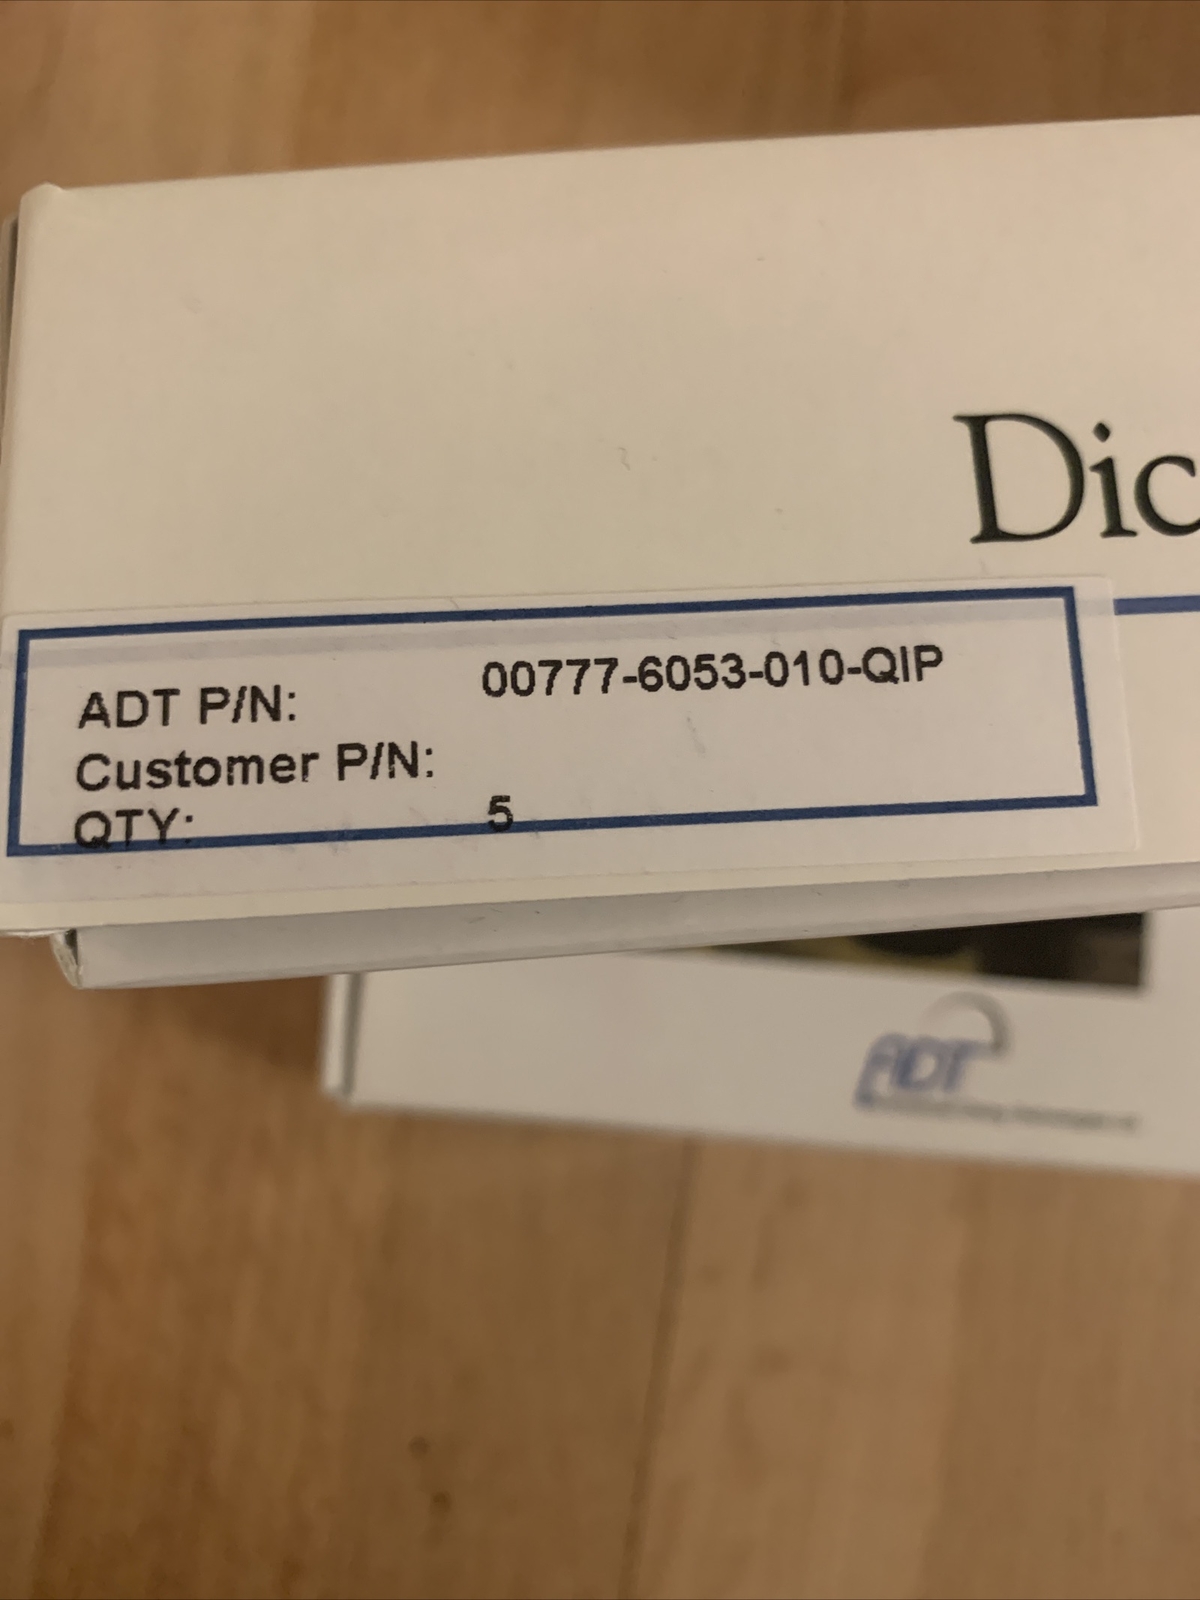 Dic
ADT P/N: 00777-6053-010-QIP
Customer P/N:
QTY: 5
ADT